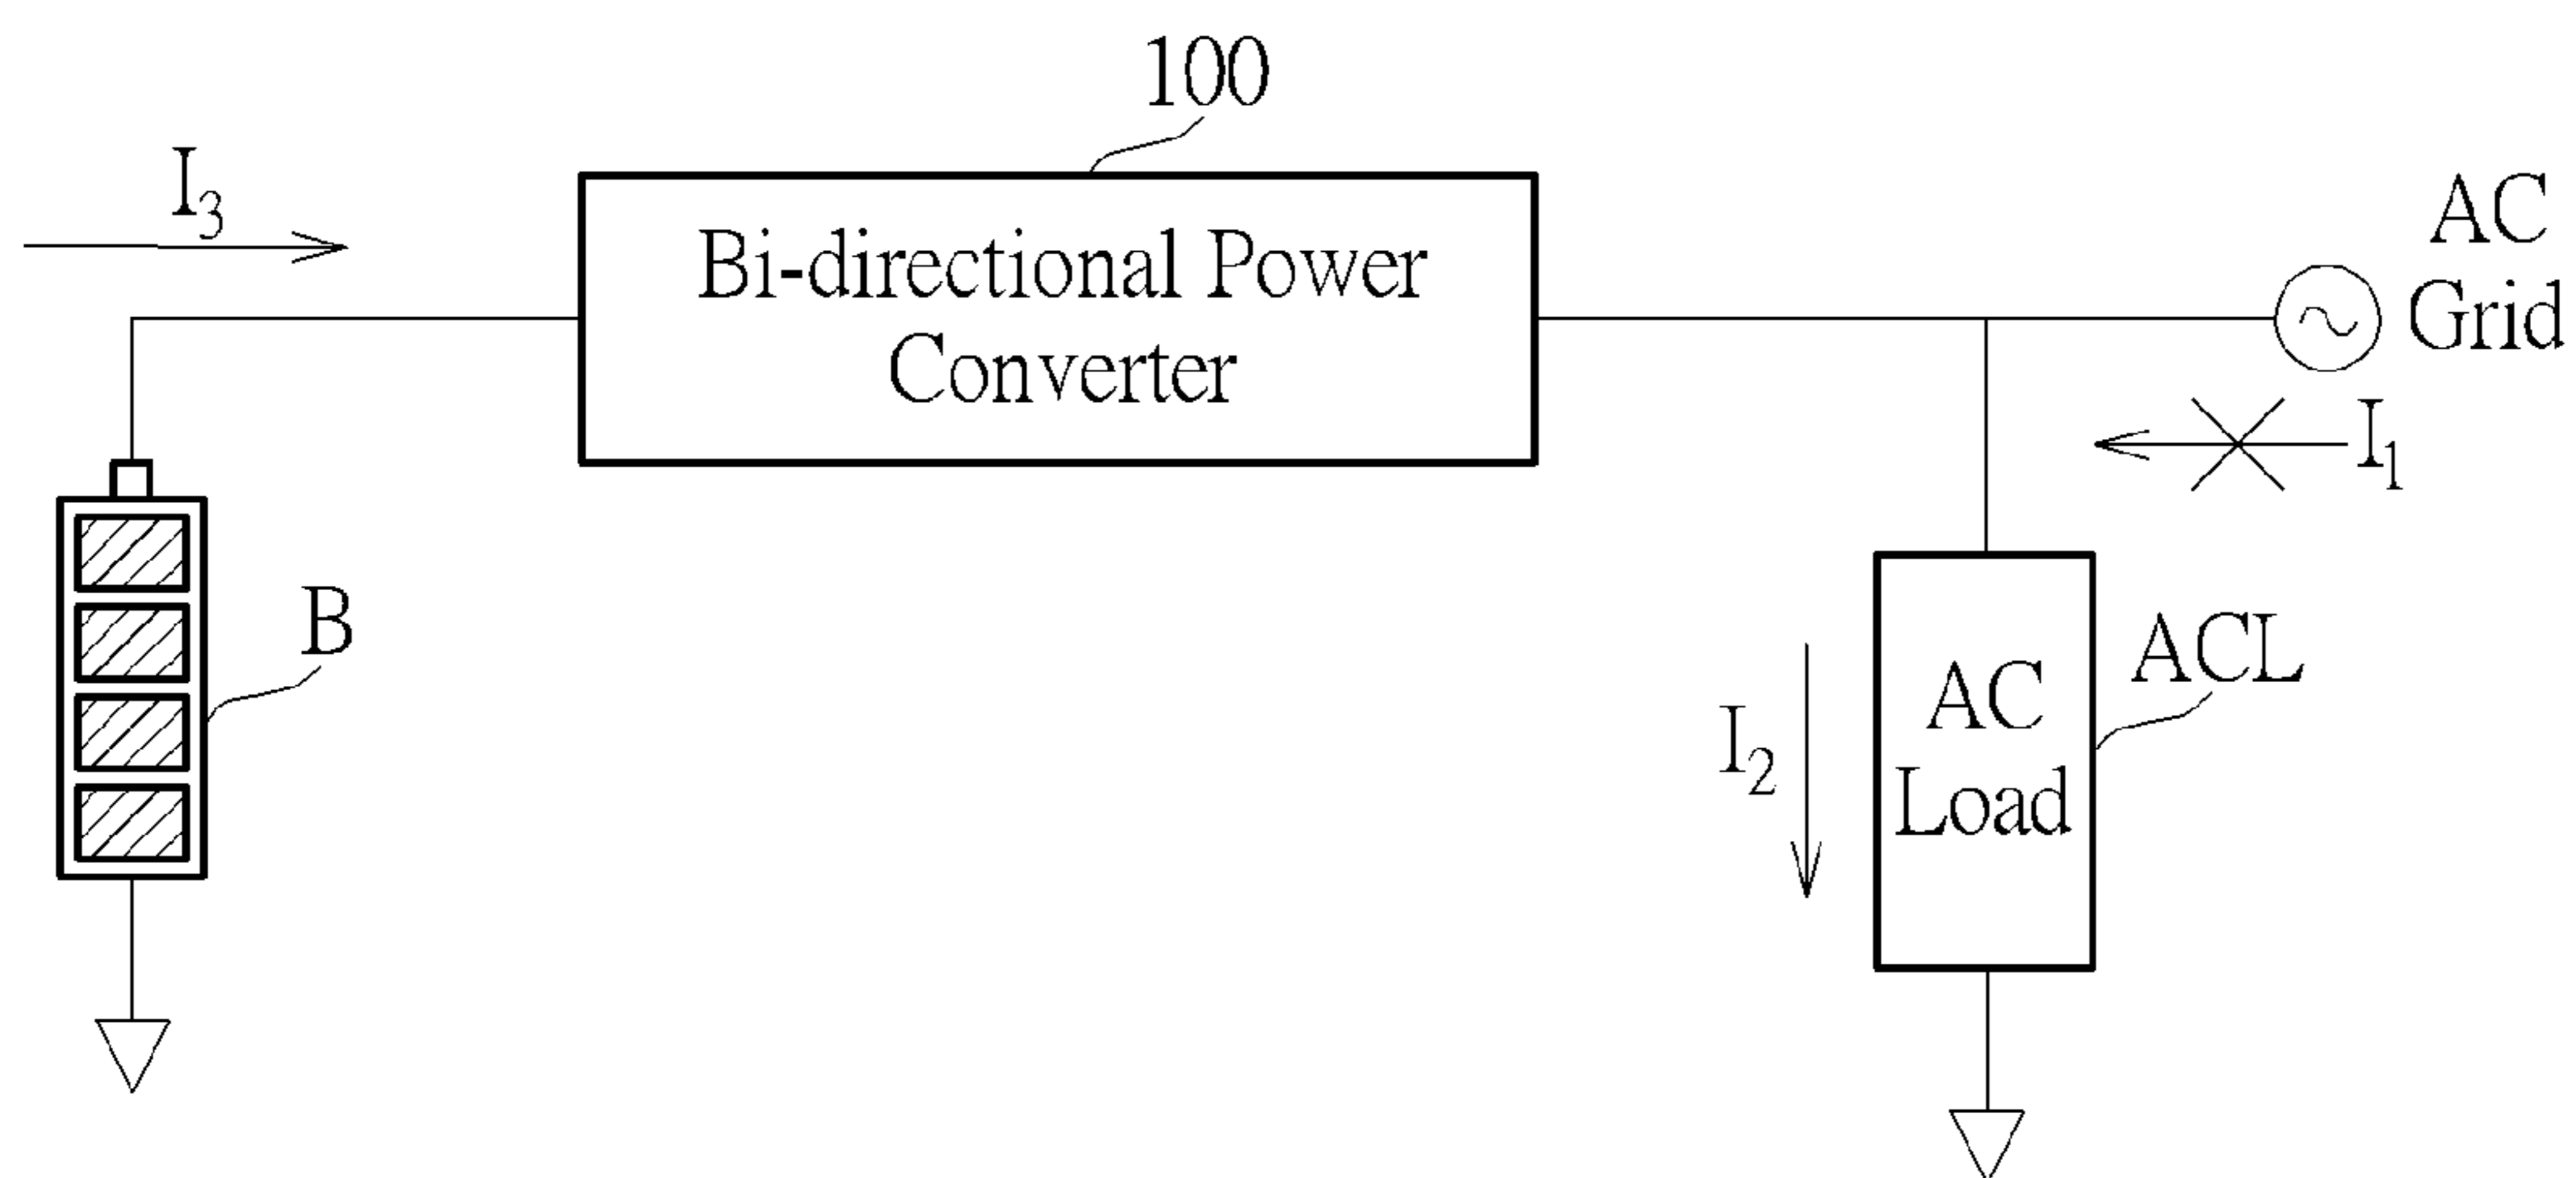 100
I3
Bi-directional Power
Converter
AC
Grid
I1
B
ACL
AC
Load
I2